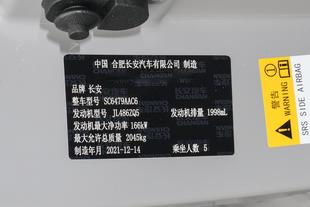 中国 合肥长安汽车有限公司 制造
品牌 长安
整车型号 SC6479AAC6
发动机型号 JL486ZQ5 发动机排量 1998mL
发动机最大净功率 166kW
最大允许总质量 2045kg
制造年月 2021-12-14 乘坐人数 5
警告
SRS SIDE AIRBAG